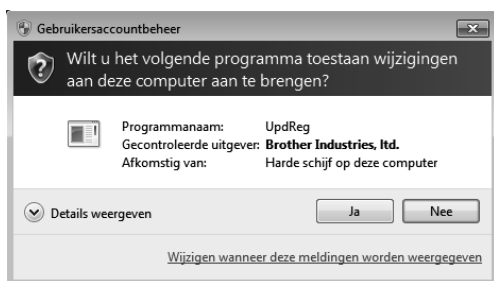 Gebruikersaccountbeheer
Wilt u het volgende programma toestaan wijzigingen
aan deze computer aan te brengen?
Programmanaam: UpdReg
Gecontroleerde uitgever: Brother Industries, ltd.
Afkomstig van: Harde schijf op deze computer
Details weergeven
Ja Nee
Wijzigen wanneer deze meldingen worden weergegeven